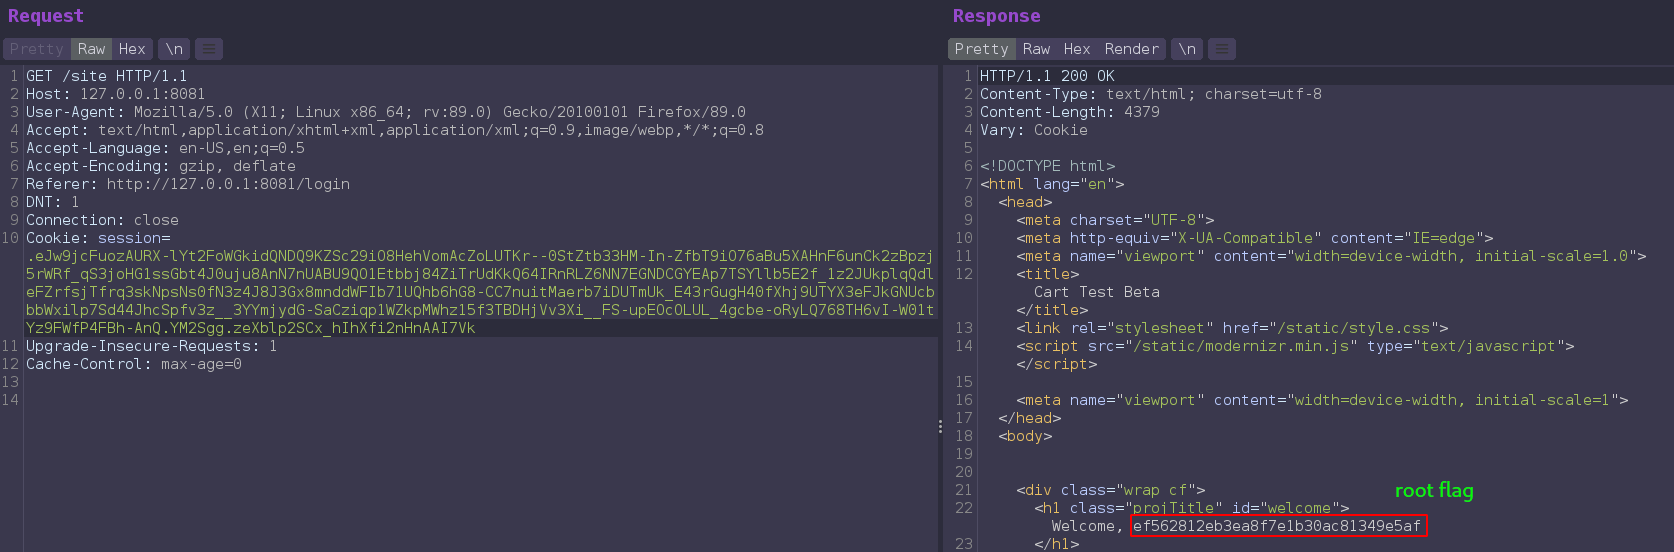 Request
Pretty Raw Hex \n
1 GET /site HTTP/1.1
2 Host: 127.0.0.1:8081
3 User-Agent: Mozilla/5.0 (X11; Linux x86_64; rv:89.0) Gecko/20100101 Firefox/89.0
4 Accept: text/html,application/xhtml+xml,application/xml;q=0.9,image/webp,*/*;q=0.8
5 Accept-Language: en-US,en;q=0.5
6 Accept-Encoding: gzip, deflate
7 Referer: http://127.0.0.1:8081/login
8 DNT: 1
9 Connection: close
10 Cookie: session=
.eJw9jcFuozAURX-lYt2FoWGkidQNDQ9KZSc29iO8HehVomAcZoLUTKr--0StZtb33HM-In-ZfbT9iO76aBu5XAHnF6unCk2zBpzj
5rWRf_qS3joHG1ssGbt4J0uju8AnN7nUABU9QO1Etbbj84ZiTrUdKkQ64IRnRLZ6NN7EGNDCGYEAp7TSYllb5E2f_1z2JUkplqQdl
eFZrfsjTfrq3skNpsNs0fN3z4J8J3Gx8mnddWFIb71UQhb6hG8-CC7nuitMaerb7iDUTmUk_E43rGugH40fXhj9UTYX3eFJkGNUcb
bbWxilp7Sd44JhcSpfv3z__3YYmjydG-SaCziqp1WZkpMWhz15f3TBDHjVv3Xi__FS-upEOcOLUL_4gcbe-oRyLQ768TH6vI-W01t
Yz9FWfP4FBh-AnQ.YM2Sgg.zeXblp2SCx_hIhXfi2nHnAAI7Vk
11 Upgrade-Insecure-Requests: 1
12 Cache-Control: max-age=0
13
14
Response
Pretty Raw Hex Render \n
1 HTTP/1.1 200 OK
2 Content-Type: text/html; charset=utf-8
3 Content-Length: 4379
4 Vary: Cookie
5
6 <!DOCTYPE html>
7 <html lang="en">
8 <head>
9 <meta charset="UTF-8">
10 <meta http-equiv="X-UA-Compatible" content="IE=edge">
11 <meta name="viewport" content="width=device-width, initial-scale=1.0">
12 <title>
Cart Test Beta
</title>
13 <link rel="stylesheet" href="/static/style.css">
14 <script src="/static/modernizr.min.js" type="text/javascript">
</script>
15
16 <meta name="viewport" content="width=device-width, initial-scale=1">
17 </head>
18 <body>
19
20
21 <div class="wrap cf">
root flag
22 <h1 class="projTitle" id="welcome">
Welcome, ef562812eb3ea8f7e1b30ac81349e5af
23 </h1>